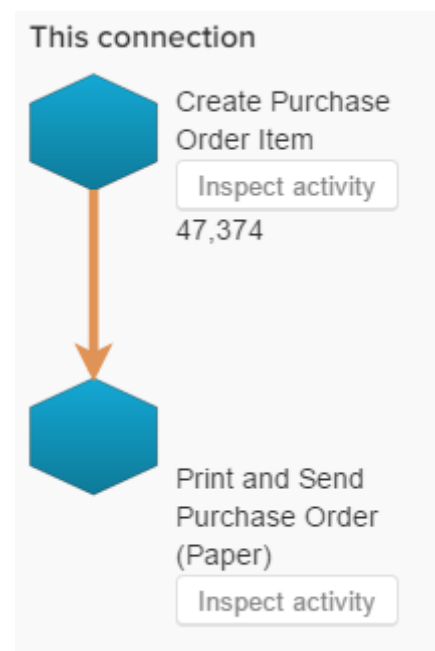 This connection
Create Purchase
Order Item
Inspect activity
47,374
Print and Send
Purchase Order
(Paper)
Inspect activity